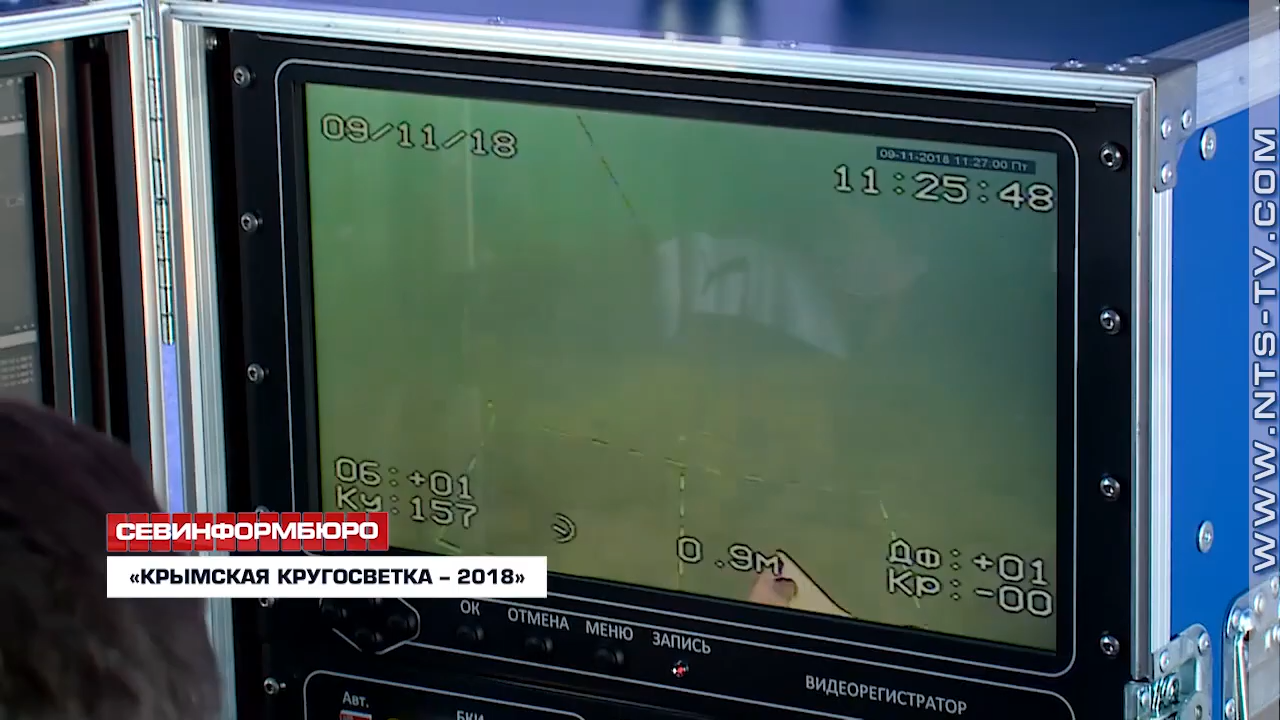 09/11/18
09-11-2018 11:27:00 Пт
11:25:48
Об:+01
Ку:157
0.9м
Дф:+01
Кр:-00
СЕВИНФОРМБЮРО
«КРЫМСКАЯ КРУГОСВЕТКА – 2018»
ОК
ОТМЕНА
МЕНЮ
ЗАПИСЬ
ВИДЕОРЕГИСТРАТОР
Авт.
БКИ
WWW.NTS-TV.COM